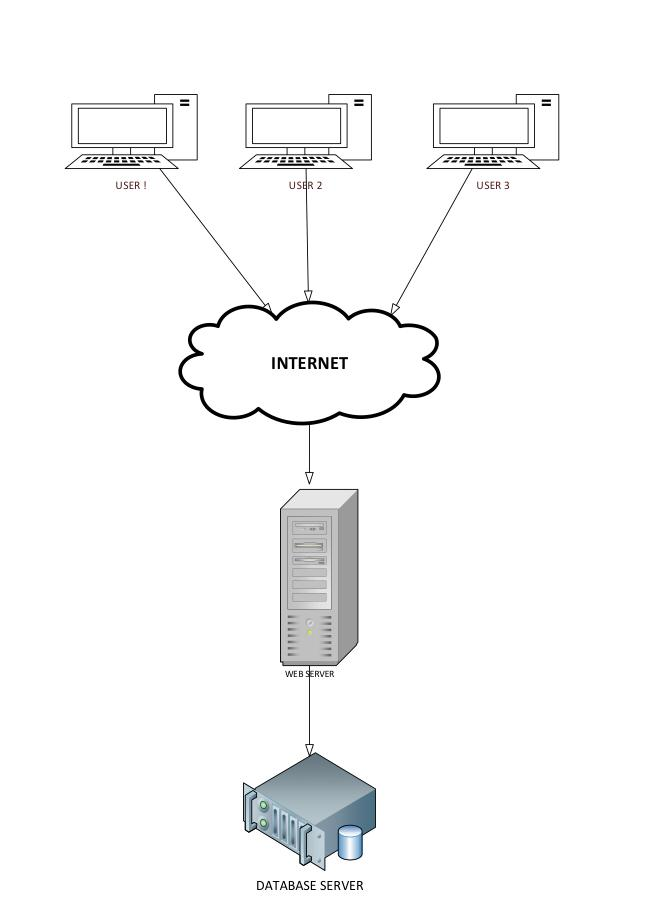 USER !
USER 2
USER 3
INTERNET
WEB SERVER
DATABASE SERVER